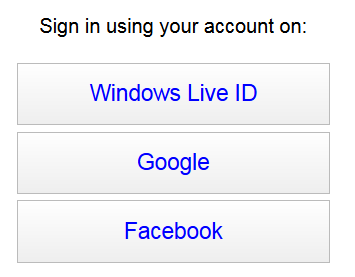 Sign in using your account on:
Windows Live ID
Google
Facebook